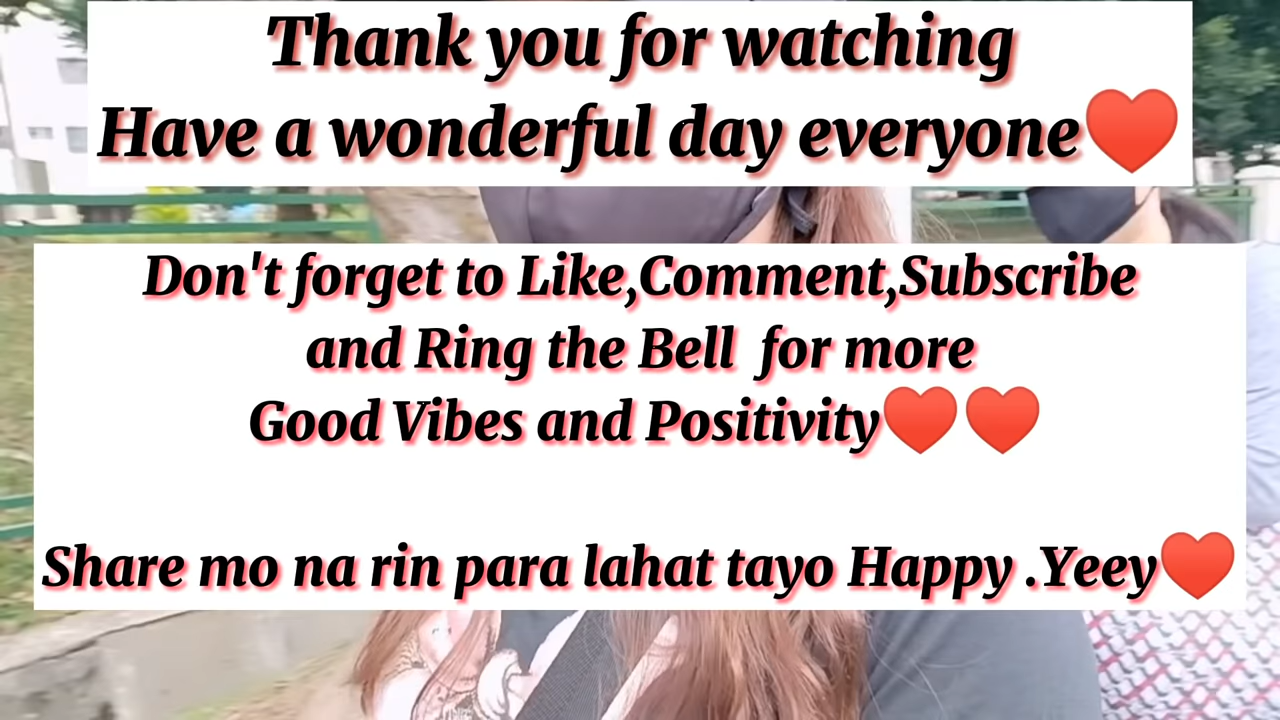 Thank you for watching
Have a wonderful day everyone♥️
Don't forget to Like,Comment,Subscribe
and Ring the Bell  for more
Good Vibes and Positivity♥️♥️
Share mo na rin para lahat tayo Happy .Yeey♥️